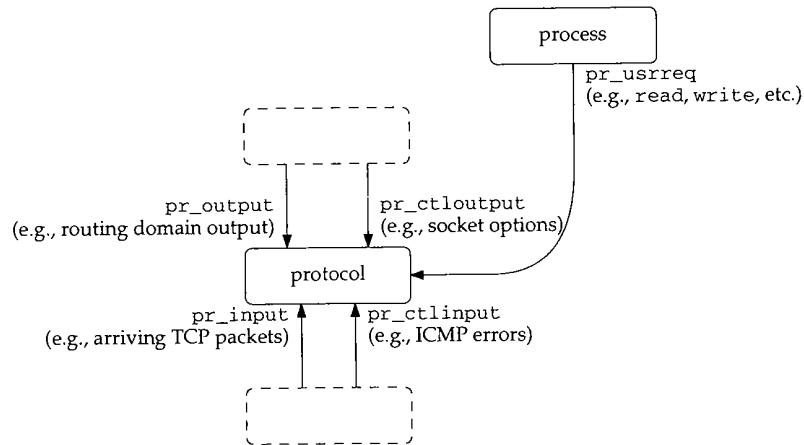 process
pr_usrreq
(e.g., read, write, etc.)
pr_output
(e.g., routing domain output)
pr_ctloutput
(e.g., socket options)
protocol
pr_input
(e.g., arriving TCP packets)
pr_ctlinput
(e.g., ICMP errors)